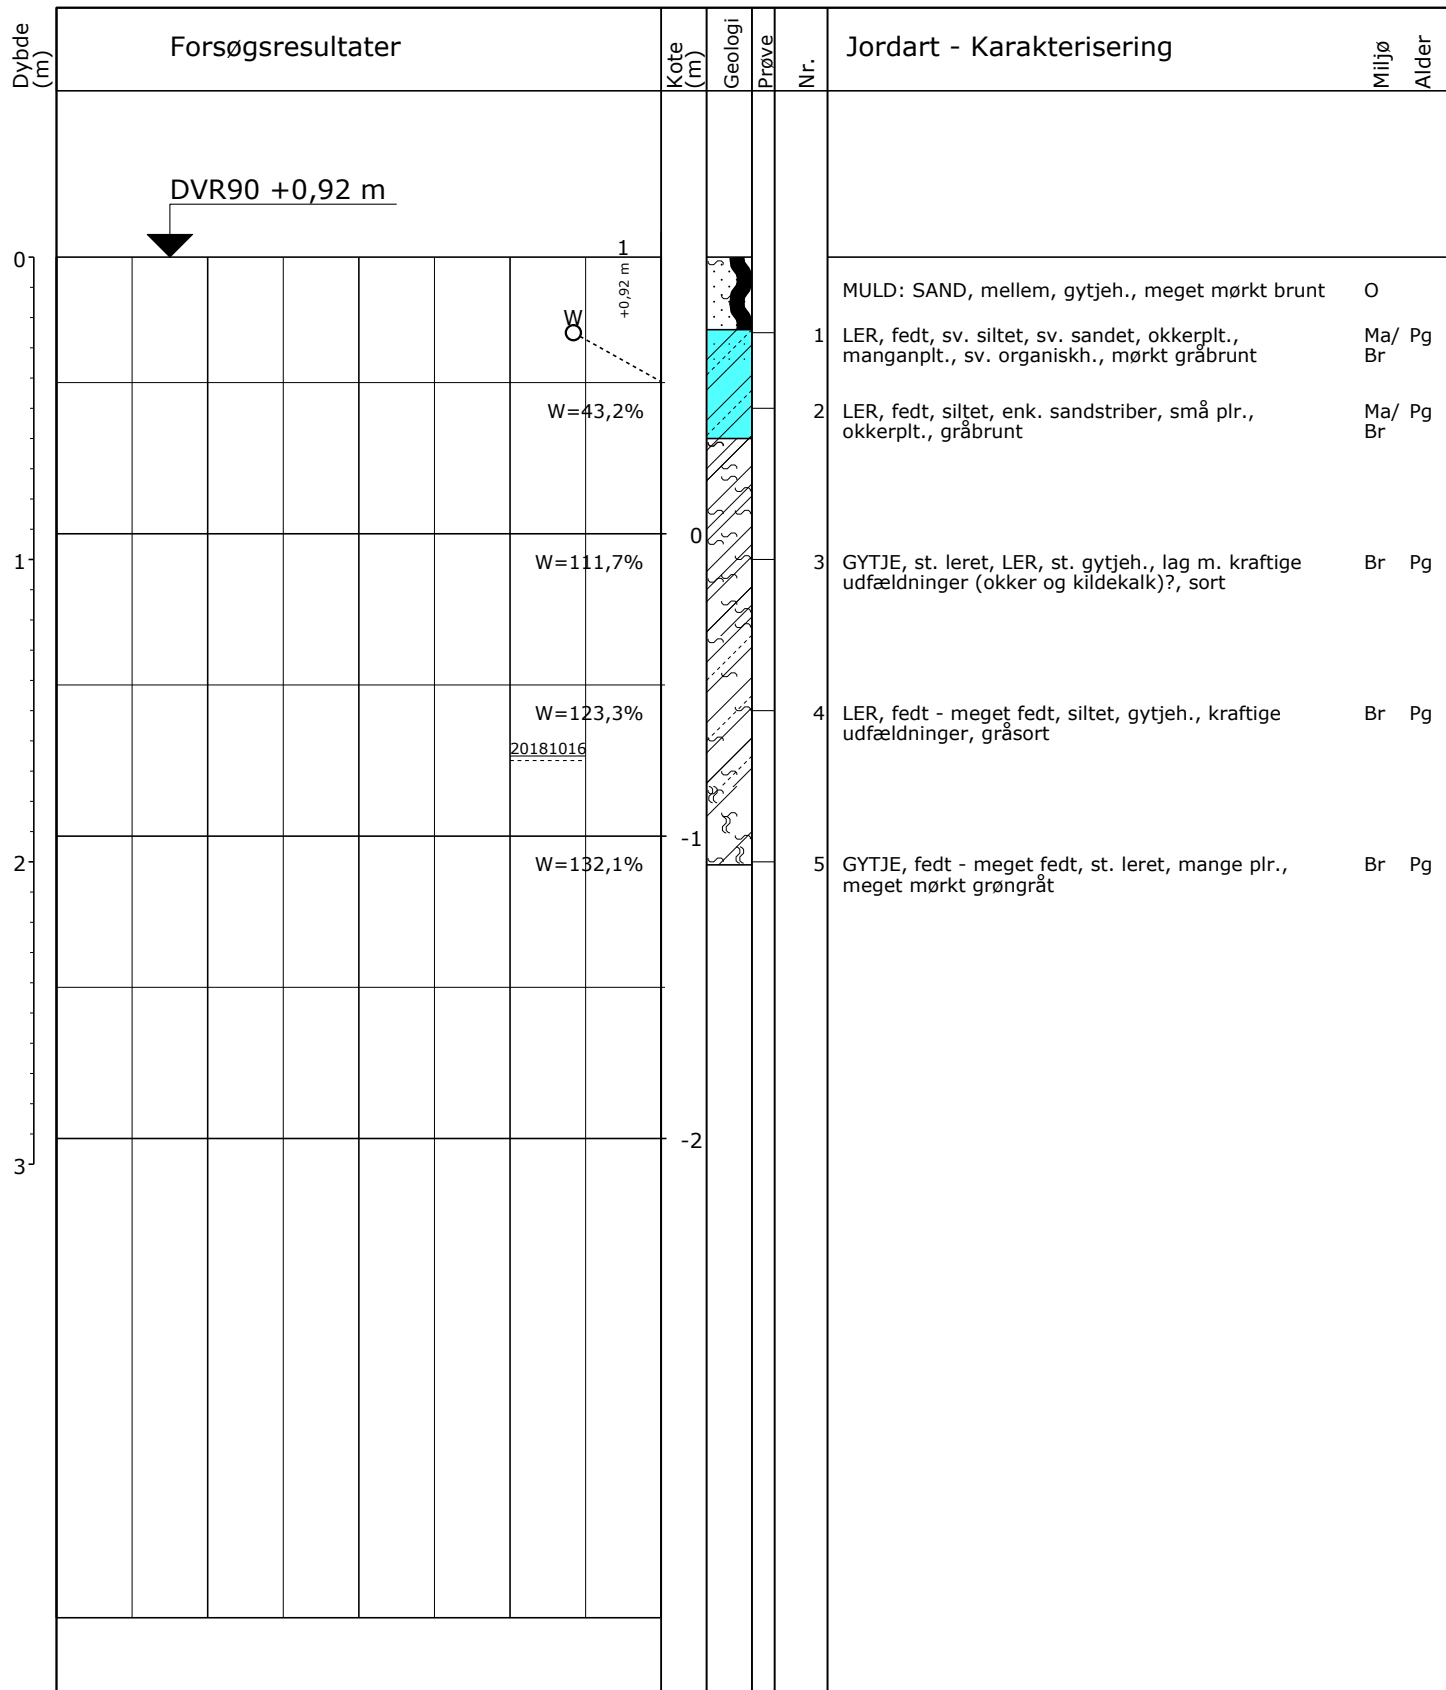 Dybde
(m)
Forsøgsresultater
Kote
(m)
Geologi
Prøve
Nr.
Jordart - Karakterisering
Miljø
Alder
DVR90 +0,92 m
0
1
+0,92 m
MULD: SAND, mellem, gytjeh., meget mørkt brunt O
W
1 LER, fedt, sv. siltet, sv. sandet, okkerplt., Ma/ Pg
manganplt., sv. organiskh., mørkt gråbrunt Br
W=43,2% 2 LER, fedt, siltet, enk. sandstriber, små plr., Ma/ Pg
okkerplt., gråbrunt Br
0
1 W=111,7% 3 GYTJE, st. leret, LER, st. gytjeh., lag m. kraftige Br Pg
udfældninger (okker og kildekalk)?, sort
W=123,3% 4 LER, fedt - meget fedt, siltet, gytjeh., kraftige Br Pg
udfældninger, gråsort
20181016
-1
2 W=132,1% 5 GYTJE, fedt - meget fedt, st. leret, mange plr., Br Pg
meget mørkt grøngråt
-2
3